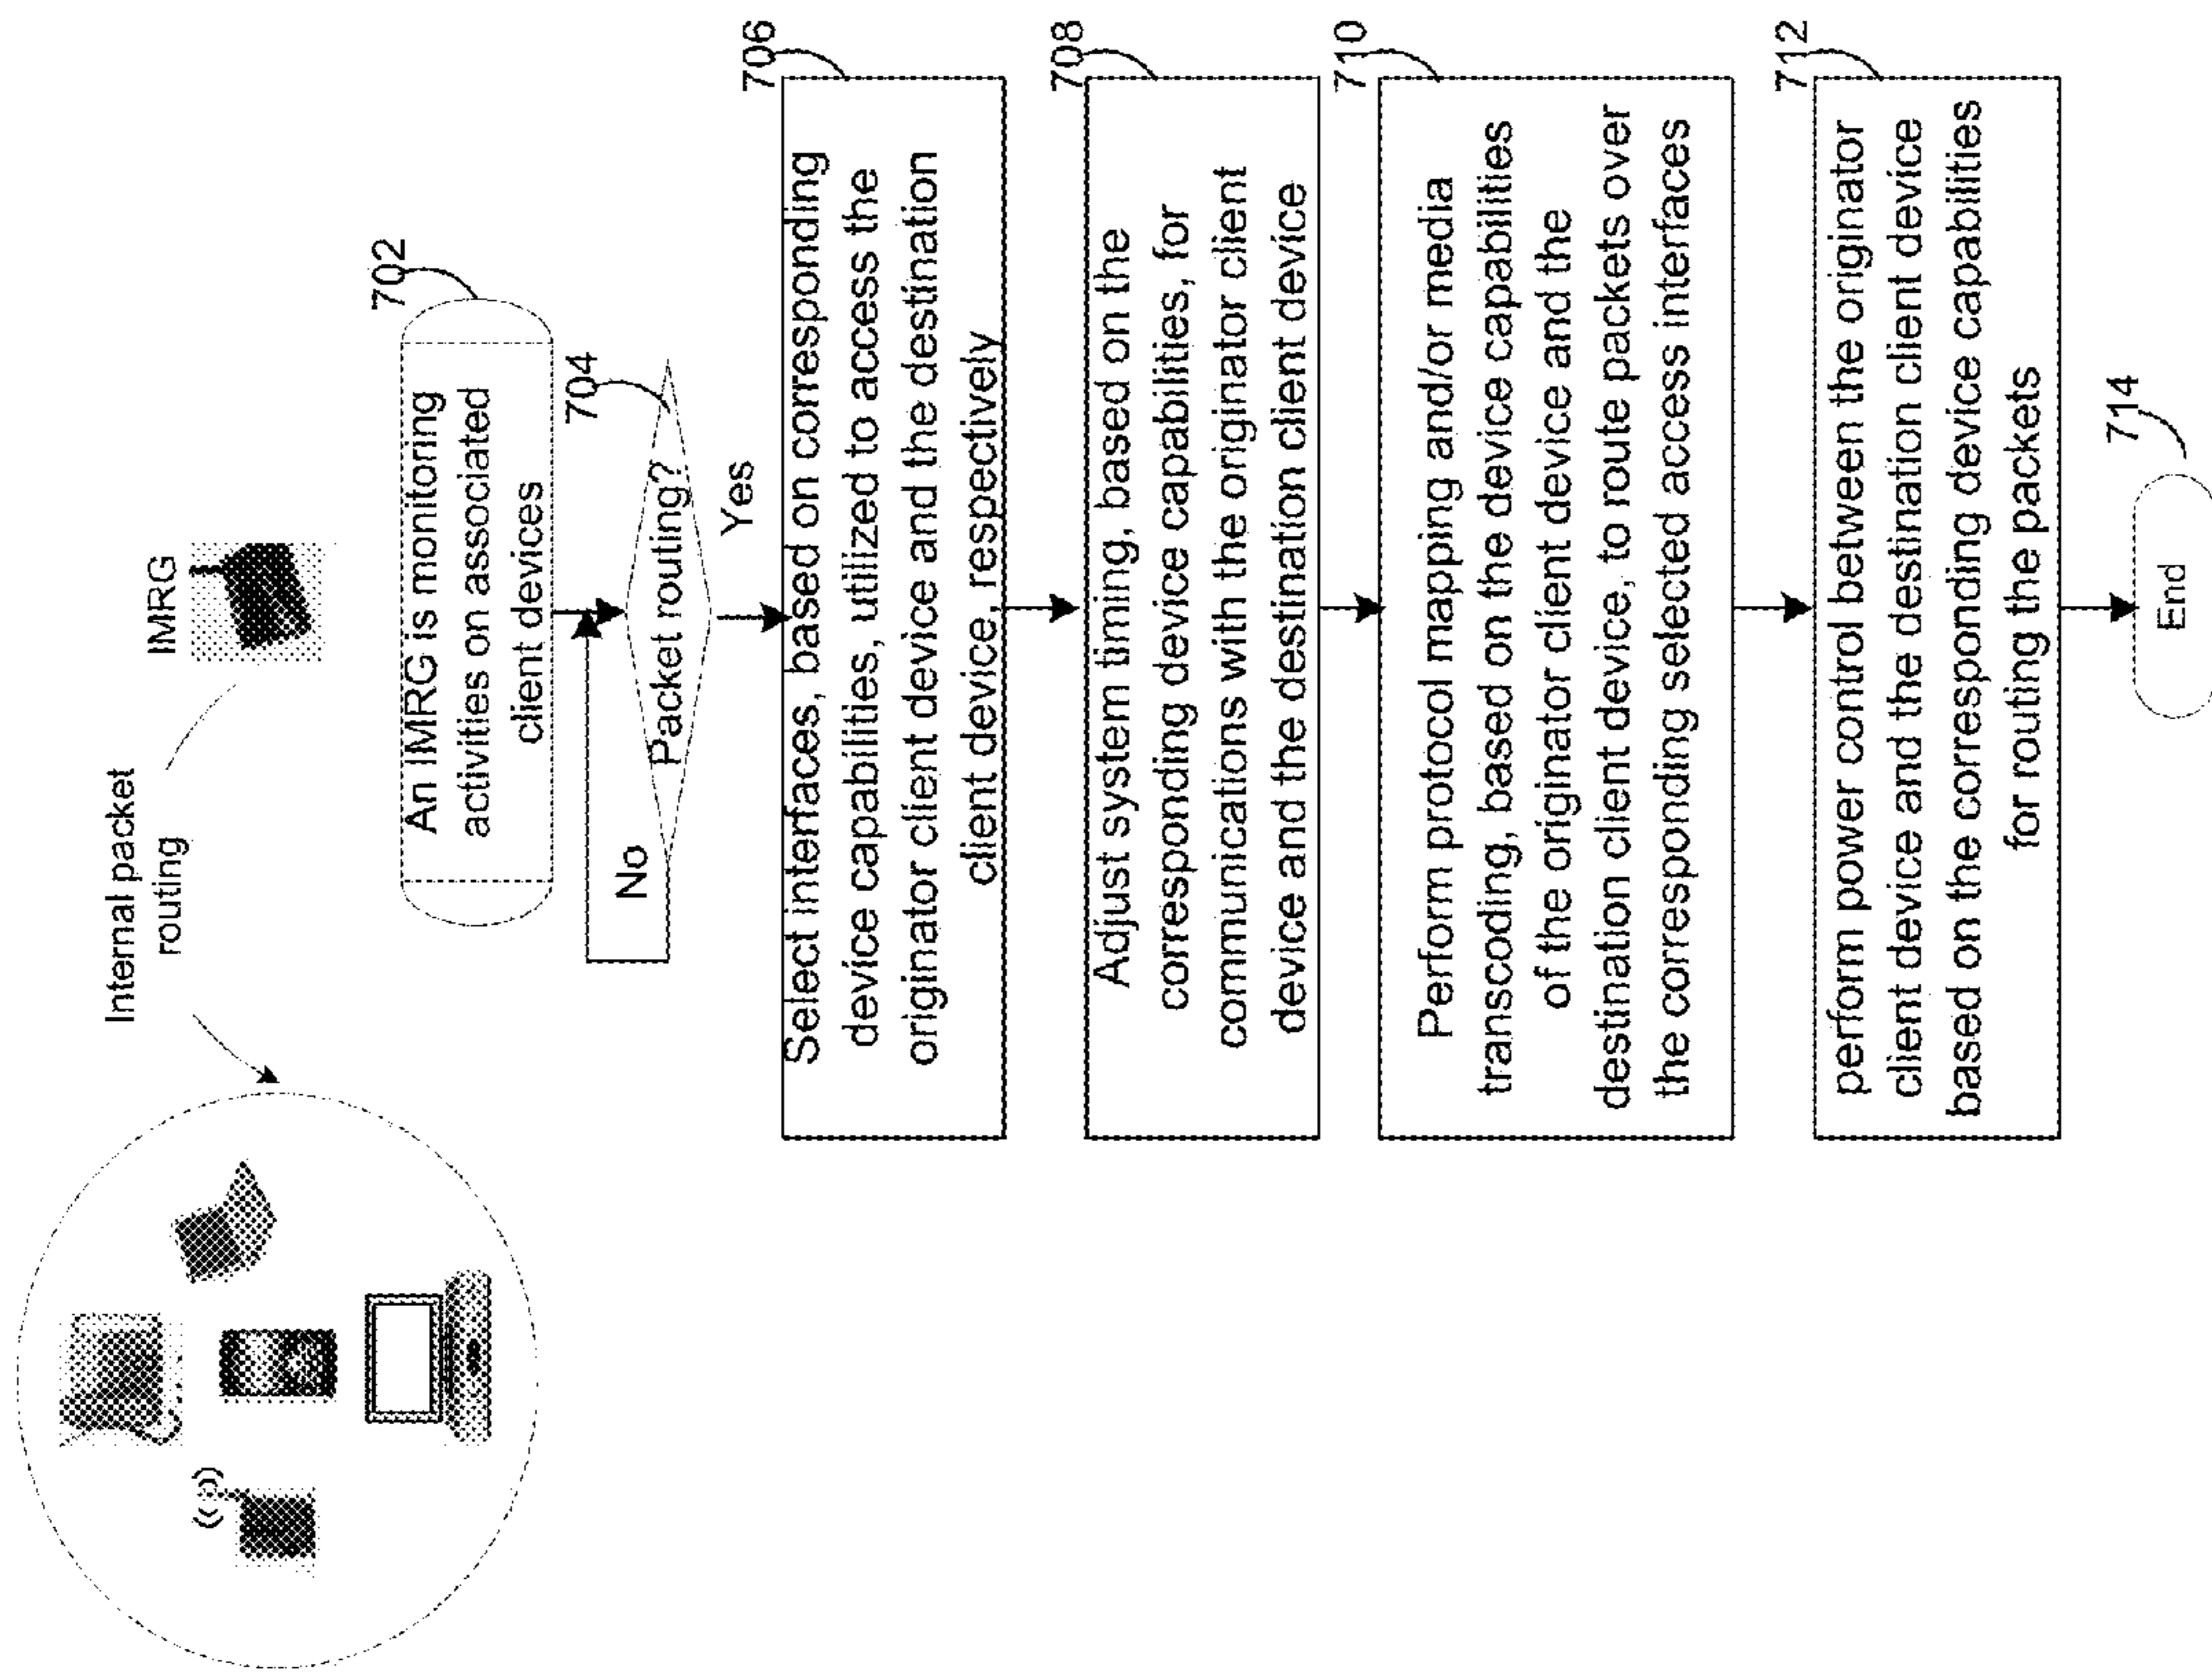 IMRG
Internal packet
routing
702
An IMRG is monitoring
activities on associated
client devices
704
Packet routing?
No
Yes
706
Select interfaces, based on corresponding
device capabilities, utilized to access the
originator client device and the destination
client device, respectively
708
Adjust system timing, based on the
corresponding device capabilities, for
communications with the originator client
device and the destination client device
710
Perform protocol mapping and/or media
transcoding, based on the device capabilities
of the originator client device and the
destination client device, to route packets over
the corresponding selected access interfaces
712
perform power control between the originator
client device and the destination client device
based on the corresponding device capabilities
for routing the packets
714
End